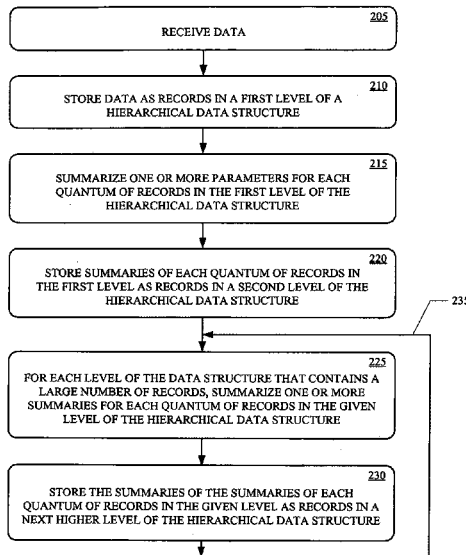 205
RECEIVE DATA
210
STORE DATA AS RECORDS IN A FIRST LEVEL OF A
HIERARCHICAL DATA STRUCTURE
215
SUMMARIZE ONE OR MORE PARAMETERS FOR EACH
QUANTUM OF RECORDS IN THE FIRST LEVEL OF THE
HIERARCHICAL DATA STRUCTURE
220
STORE SUMMARIES OF EACH QUANTUM OF RECORDS IN
THE FIRST LEVEL AS RECORDS IN A SECOND LEVEL OF THE
HIERARCHICAL DATA STRUCTURE
235
225
FOR EACH LEVEL OF THE DATA STRUCTURE THAT CONTAINS A
LARGE NUMBER OF RECORDS, SUMMARIZE ONE OR MORE
SUMMARIES FOR EACH QUANTUM OF RECORDS IN THE GIVEN
LEVEL OF THE HIERARCHICAL DATA STRUCTURE
230
STORE THE SUMMARIES OF THE SUMMARIES OF EACH
QUANTUM OF RECORDS IN THE GIVEN LEVEL AS RECORDS IN A
NEXT HIGHER LEVEL OF THE HIERARCHICAL DATA STRUCTURE